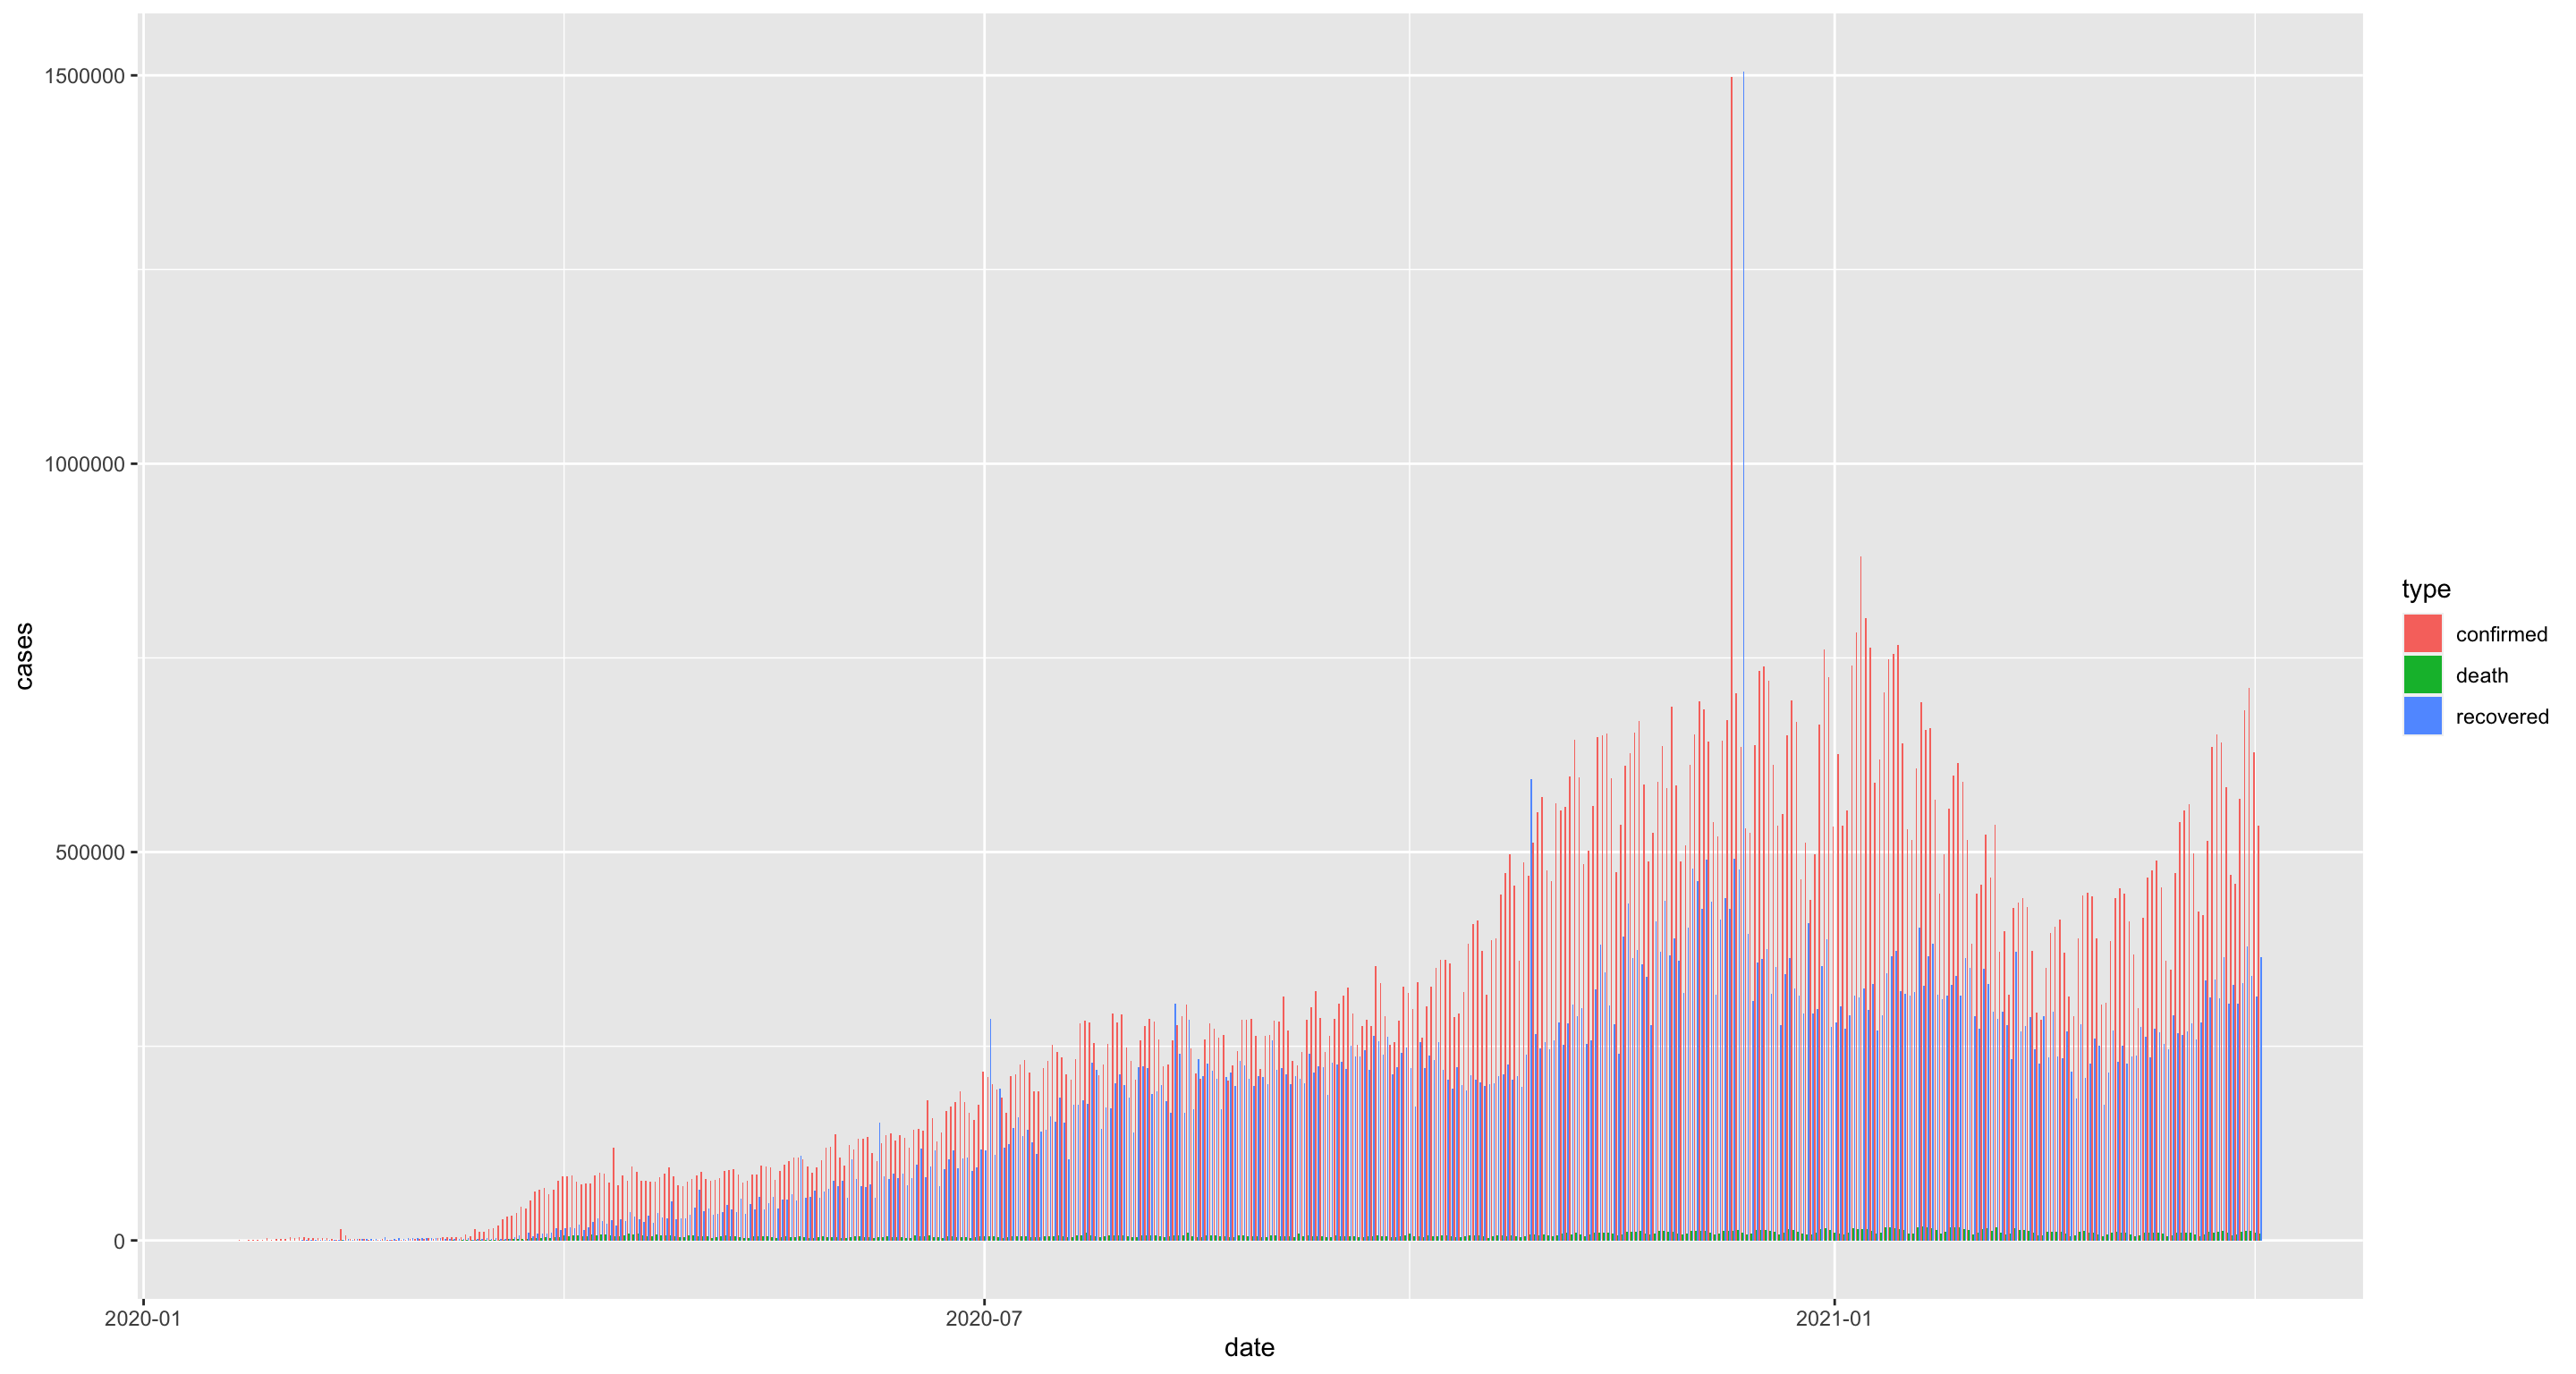 1500000
1000000
500000
0
cases
2020-01
2020-07
2021-01
date
type
confirmed
death
recovered